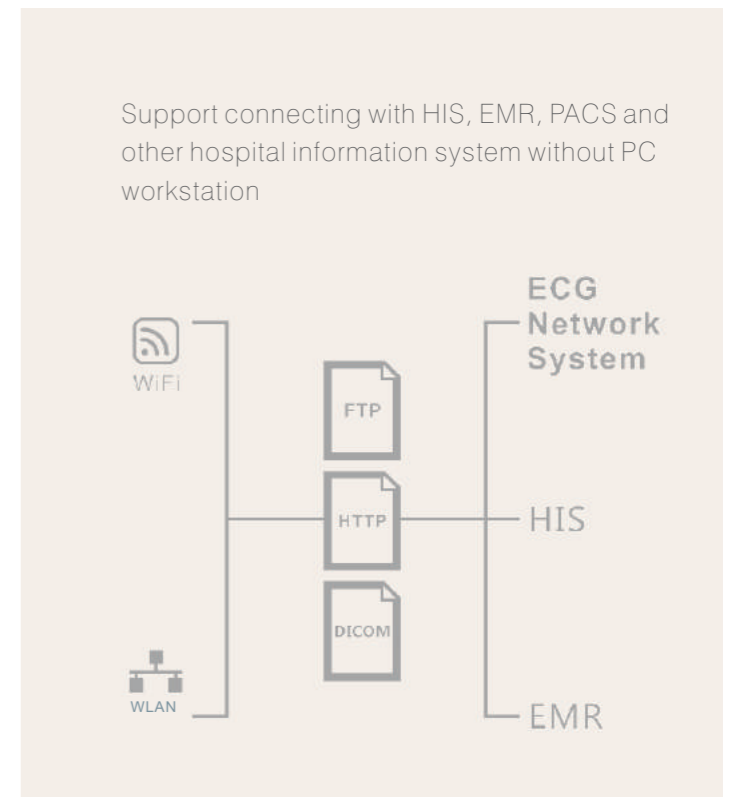 Support connecting with HIS, EMR, PACS and
other hospital information system without PC
workstation
ECG
Network
System
WiFi
FTP
HTTP
HIS
DICOM
WLAN
EMR